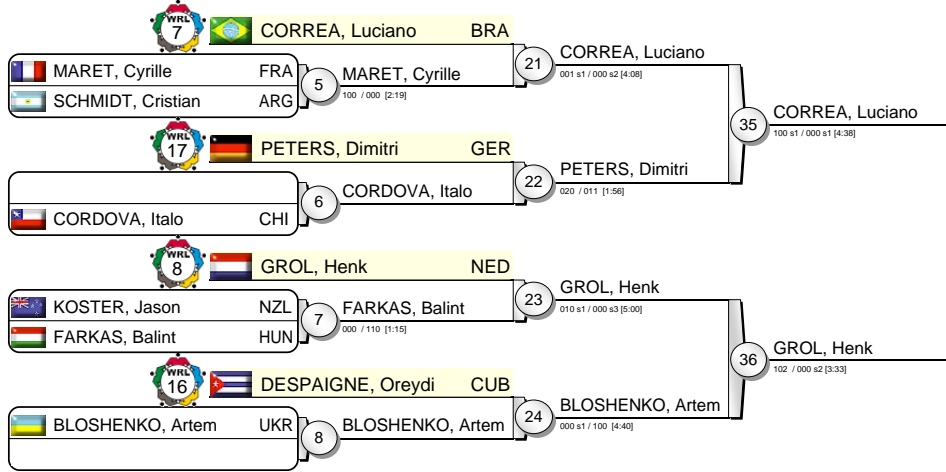 WRL 7 CORREA, Luciano BRA
MARET, Cyrille FRA
SCHMIDT, Cristian ARG
5
MARET, Cyrille
100 / 000 [2:19]
21
CORREA, Luciano
001 s1 / 000 s2 [4:08]
WRL 17 PETERS, Dimitri GER
CORDOVA, Italo CHI
6
CORDOVA, Italo
22
PETERS, Dimitri
020 / 011 [1:56]
35
CORREA, Luciano
100 s1 / 000 s1 [4:38]
WRL 8 GROL, Henk NED
KOSTER, Jason NZL
FARKAS, Balint HUN
7
FARKAS, Balint
000 / 110 [1:15]
23
GROL, Henk
010 s1 / 000 s3 [5:00]
WRL 16 DESPAIGNE, Oreydi CUB
BLOSHENKO, Artem UKR
8
BLOSHENKO, Artem
24
BLOSHENKO, Artem
000 s1 / 100 [4:40]
36
GROL, Henk
102 / 000 s2 [3:33]